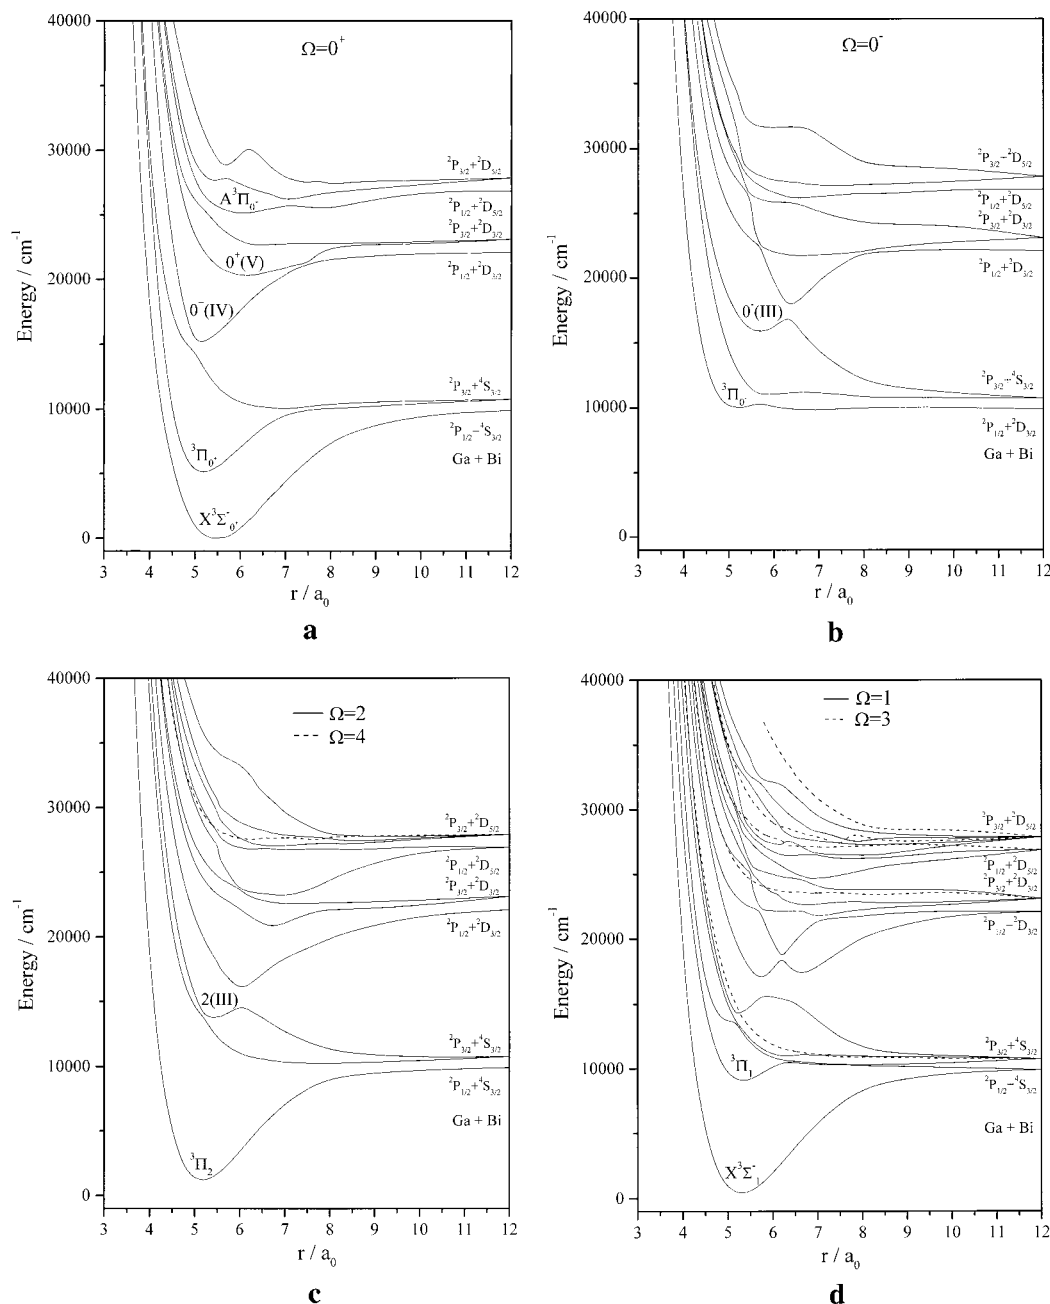 Ω=0⁺
40000
30000
20000
10000
0
Energy / cm⁻¹
²P₃/₂+²D₅/₂
A³Π₀⁻
²P₁/₂+²D₅/₂
²P₃/₂+²D₃/₂
0⁺(V)
²P₁/₂+²D₃/₂
0⁻(IV)
²P₃/₂+⁴S₃/₂
²P₁/₂−⁴S₃/₂
³Π₀⁺
Ga + Bi
X³Σ⁻₀⁺
3 4 5 6 7 8 9 10 11 12
r / a₀
a
Ω=0⁻
40000
30000
20000
10000
0
Energy / cm⁻¹
²P₃/₂+²D₅/₂
²P₁/₂+²D₅/₂
²P₃/₂+²D₃/₂
²P₁/₂+²D₃/₂
0⁻(III)
²P₃/₂−⁴S₃/₂
³Π₀⁻
²P₁/₂+²D₃/₂
Ga + Bi
3 4 5 6 7 8 9 10 11 12
r / a₀
b
Ω=2
Ω=4
40000
30000
20000
10000
0
Energy / cm⁻¹
²P₃/₂+²D₅/₂
²P₁/₂+²D₅/₂
²P₃/₂+²D₃/₂
²P₁/₂+²D₃/₂
2(III)
²P₃/₂+⁴S₃/₂
²P₁/₂+⁴S₃/₂
Ga + Bi
³Π₂
3 4 5 6 7 8 9 10 11 12
r / a₀
c
Ω=1
Ω=3
40000
30000
20000
10000
0
Energy / cm⁻¹
²P₃/₂+²D₅/₂
²P₁/₂+²D₅/₂
²P₃/₂+²D₃/₂
²P₁/₂−²D₃/₂
²P₃/₂+⁴S₃/₂
³Π₁
²P₁/₂−⁴S₃/₂
Ga + Bi
X³Σ⁻₁
3 4 5 6 7 8 9 10 11 12
r / a₀
d